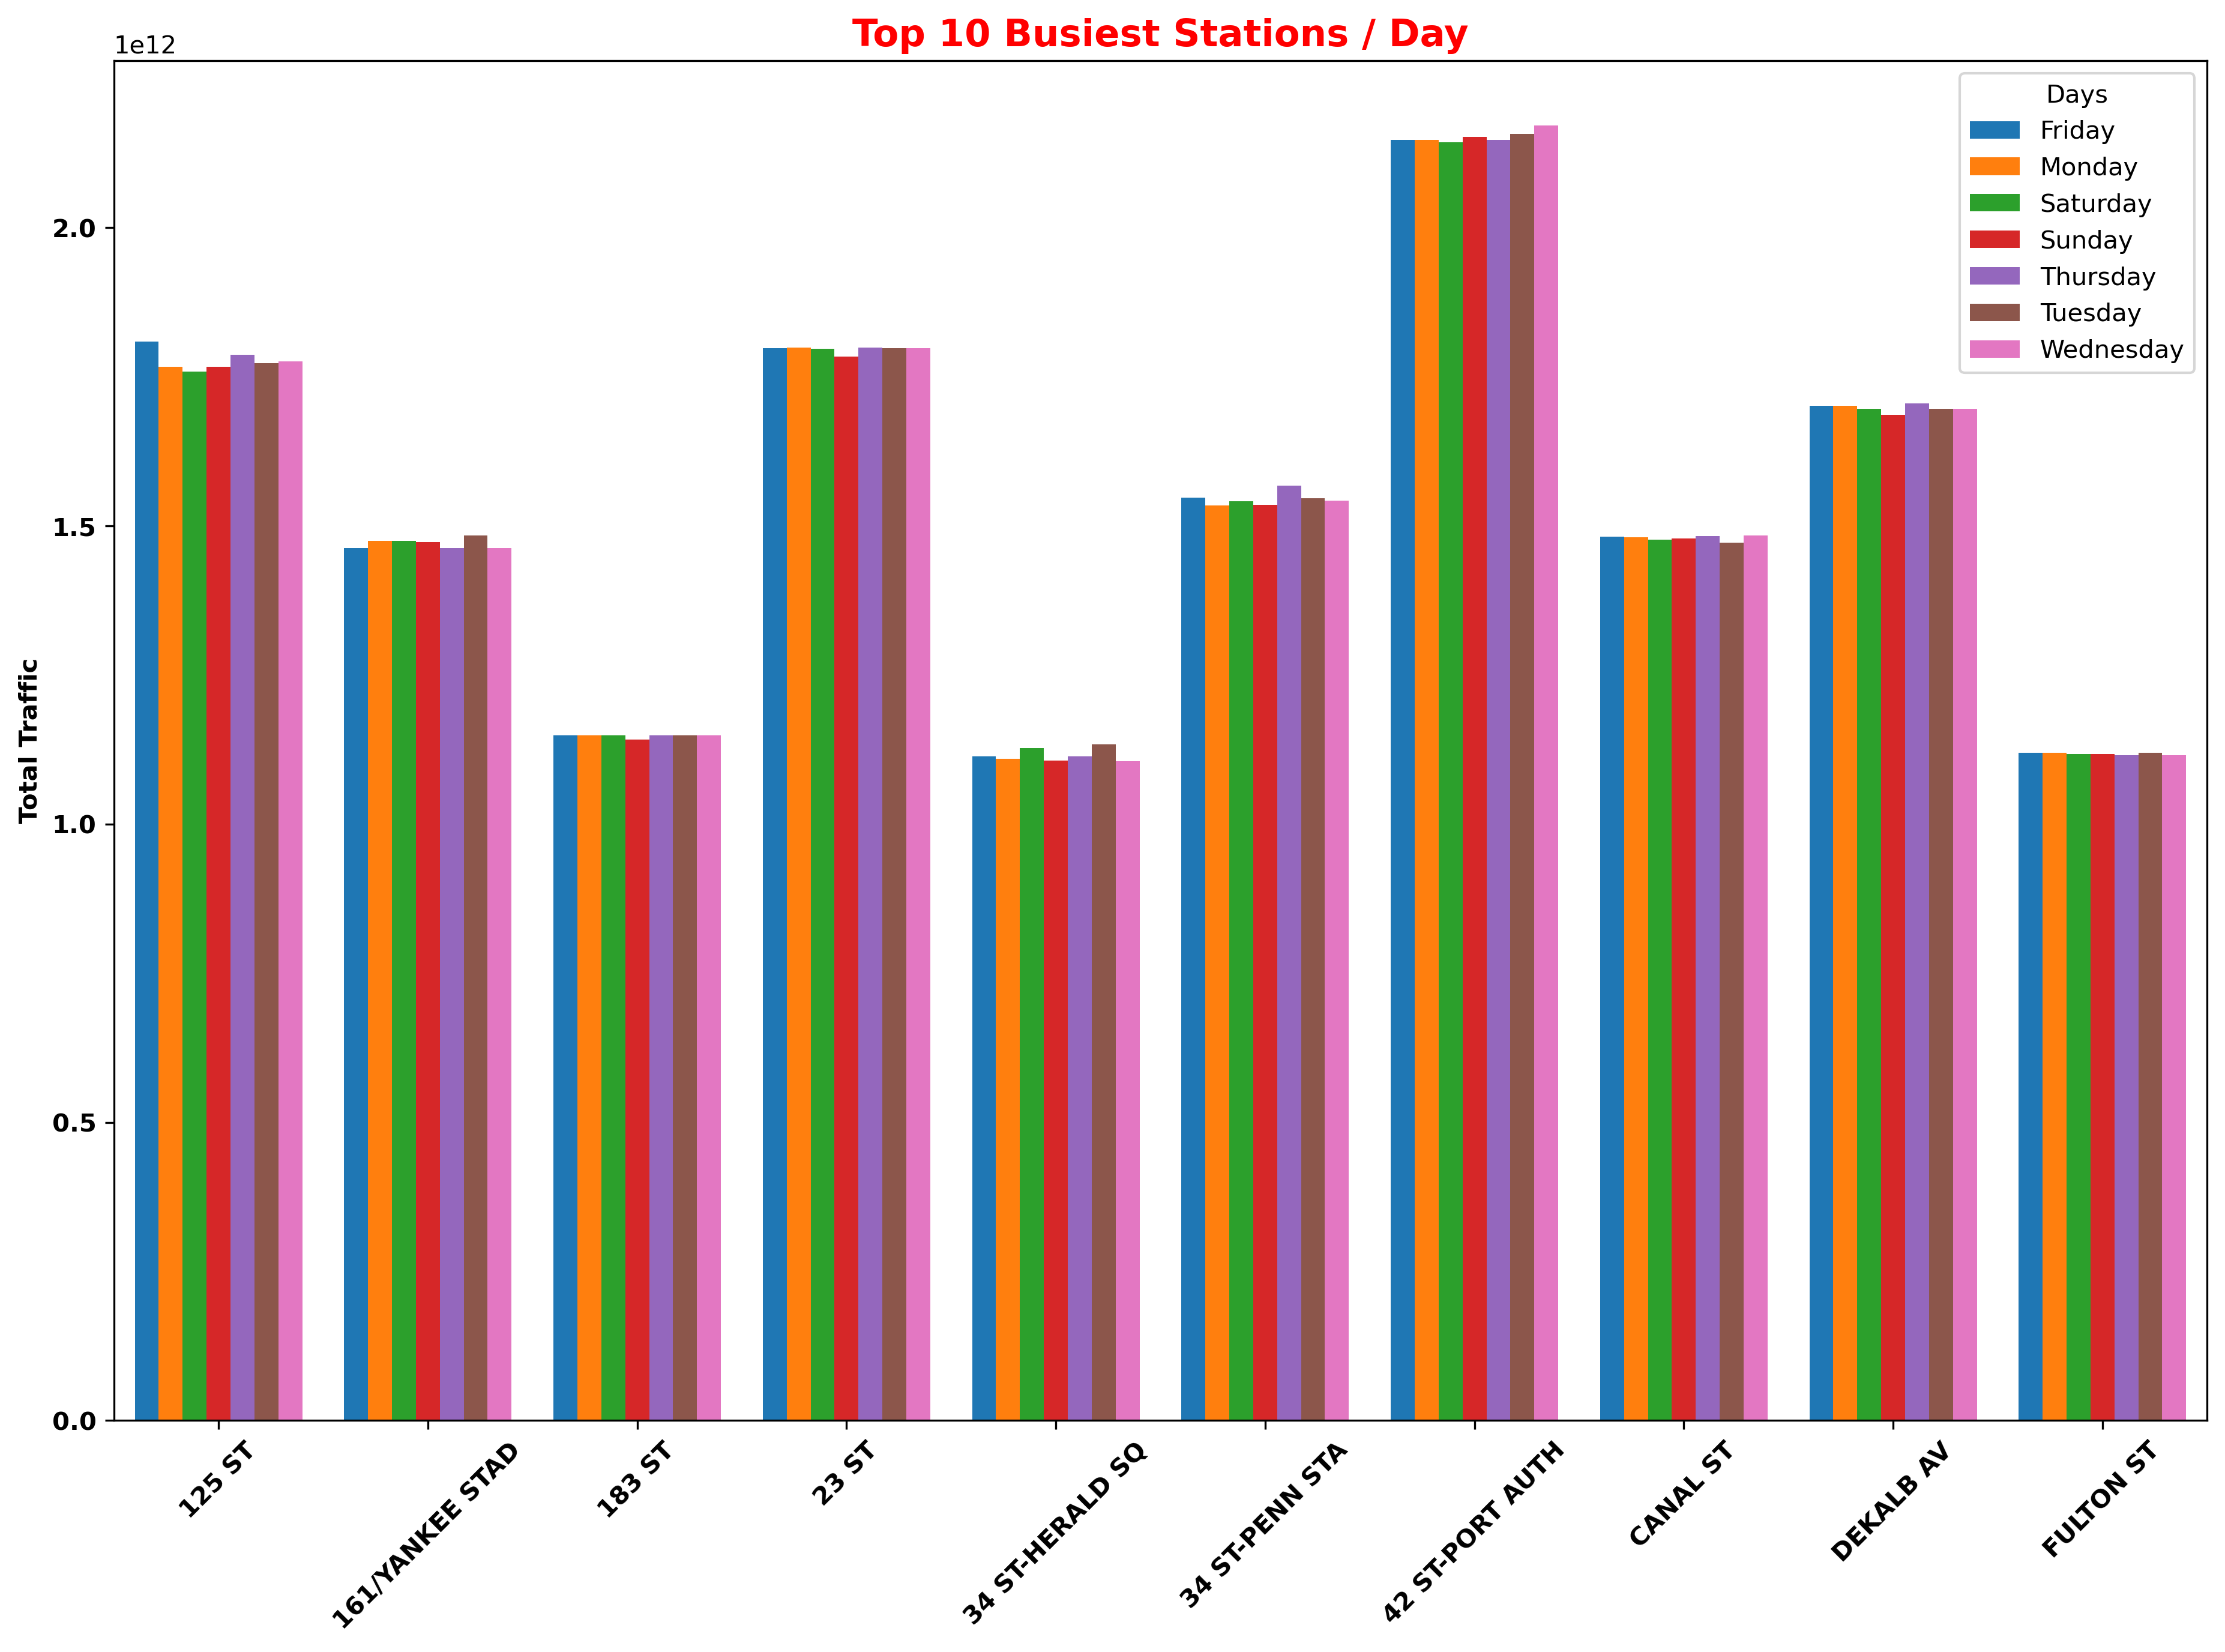 Top 10 Busiest Stations / Day
1e12
Days
Friday
Monday
Saturday
Sunday
Thursday
Tuesday
Wednesday
2.0
1.5
1.0
0.5
0.0
Total Traffic
125 ST
161/YANKEE STAD
183 ST
23 ST
34 ST-HERALD SQ
34 ST-PENN STA
42 ST-PORT AUTH
CANAL ST
DEKALB AV
FULTON ST